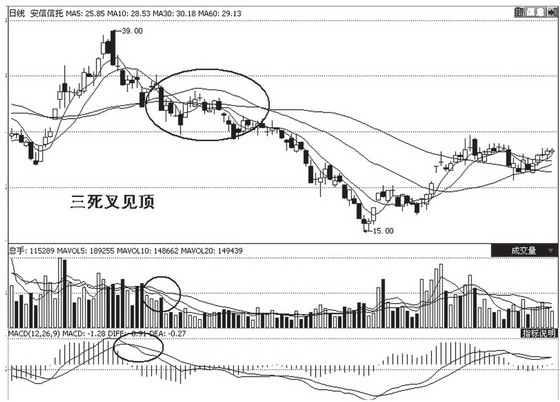 日线 安信信托 MA5: 25.85 MA10: 28.53 MA30: 30.18 MA60: 29.13
39.00
三死叉见顶
15.00
总手: 115289 MAVOL5: 189255 MAVOL10: 148662 MAVOL20: 149439
成交量
MACD(12,26,9) MACD: -1.28 DIFF: -0.91 DEA: -0.27
指标说明